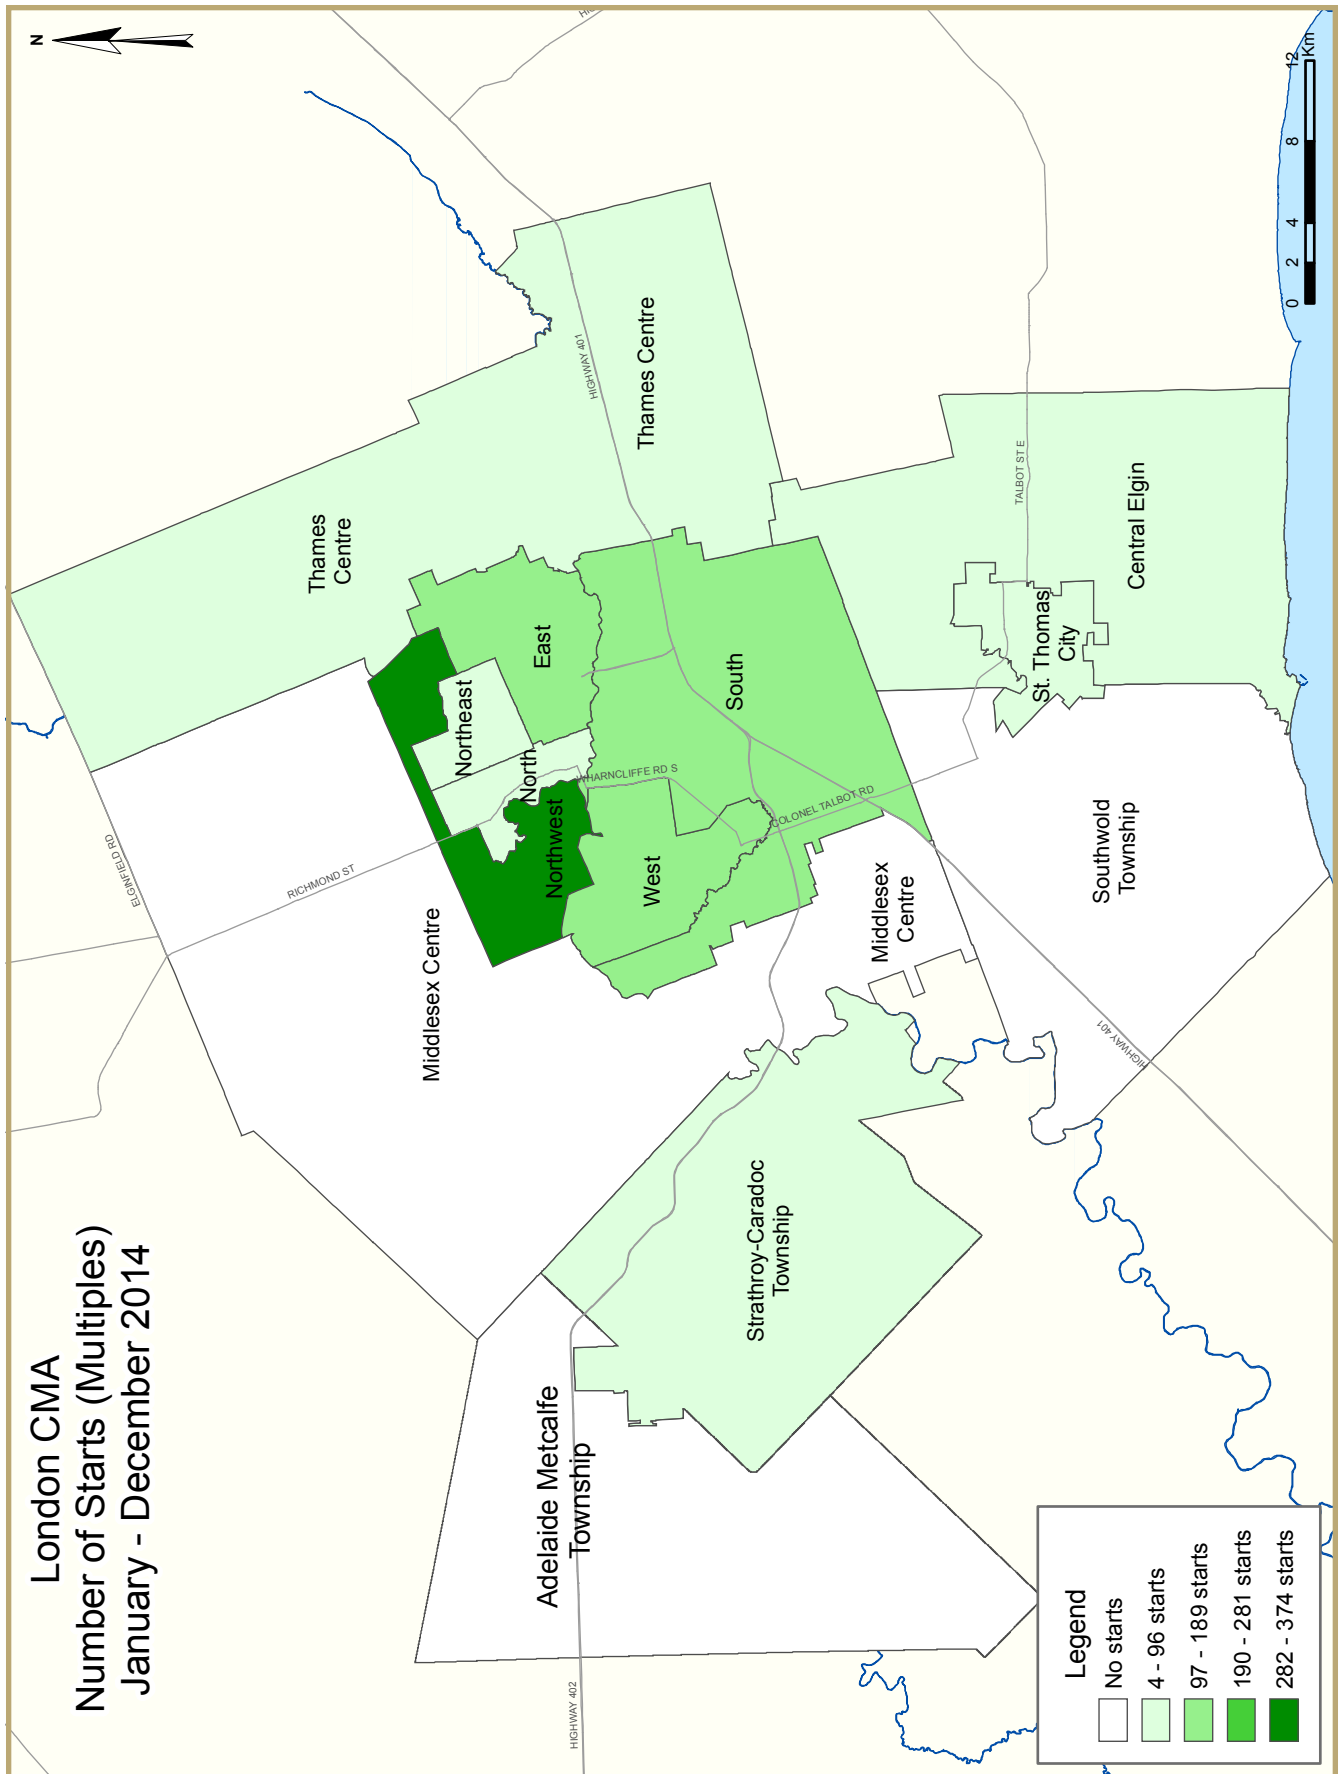 London CMA
Number of Starts (Multiples)
January - December 2014
N
ELGINFIELD RD
RICHMOND ST
Thames
Centre
Middlesex Centre
Northeast
North
Northwest
East
West
South
WHARNCLIFFE RD S
COLONEL TALBOT RD
HIGHWAY 401
Thames Centre
Adelaide Metcalfe
Township
HIGHWAY 402
Strathroy-Caradoc
Township
Middlesex
Centre
Southwold
Township
HIGHWAY 401
St. Thomas
City
TALBOT ST E
Central Elgin
Legend
No starts
4 - 96 starts
97 - 189 starts
190 - 281 starts
282 - 374 starts
0 2 4 8 12
Km